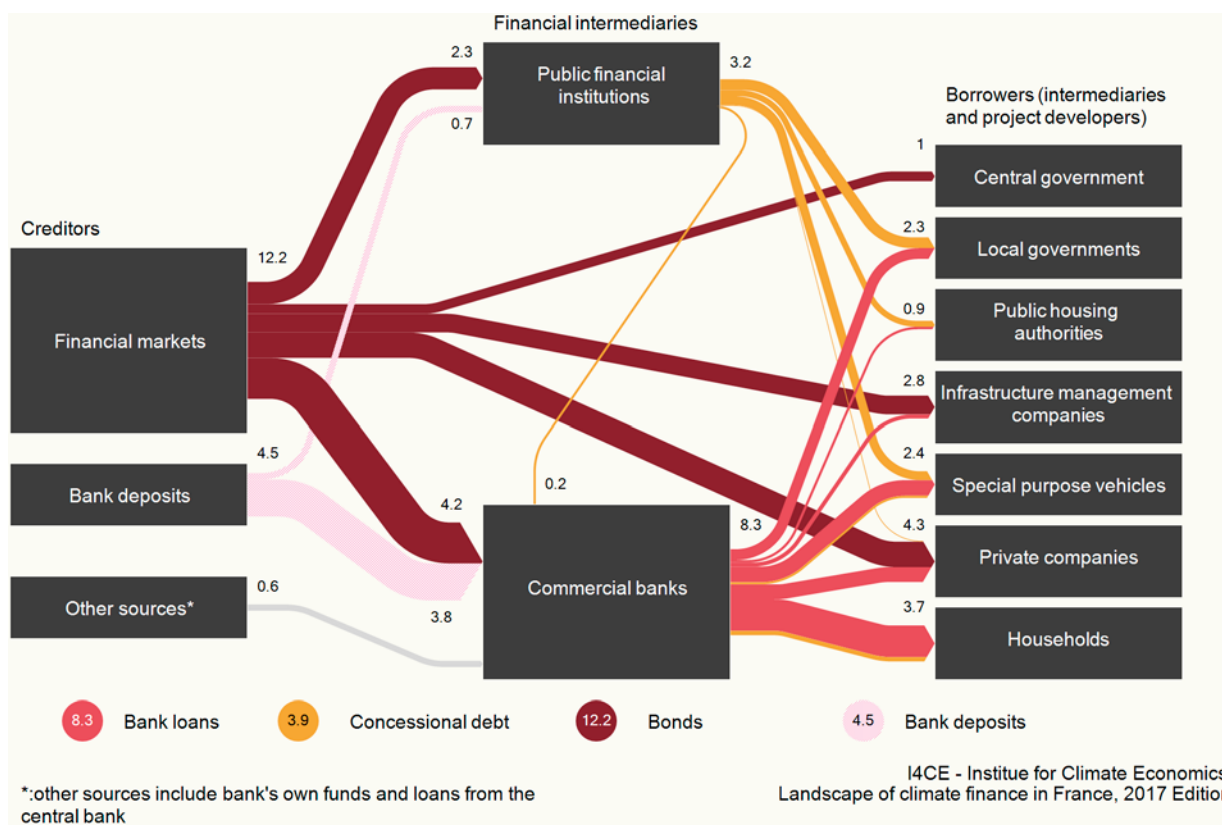 Financial intermediaries
2.3
Public financial
institutions
3.2
0.7
Borrowers (intermediaries
and project developers)
1
Central government
Creditors
12.2
Financial markets
2.3
Local governments
0.9
Public housing
authorities
2.8
Infrastructure management
companies
4.5
Bank deposits
4.2
0.2
2.4
Special purpose vehicles
8.3
4.3
Private companies
0.6
Other sources*
3.8
Commercial banks
3.7
Households
8.3 Bank loans
3.9 Concessional debt
12.2 Bonds
4.5 Bank deposits
*:other sources include bank's own funds and loans from the
central bank
I4CE - Institue for Climate Economics
Landscape of climate finance in France, 2017 Edition